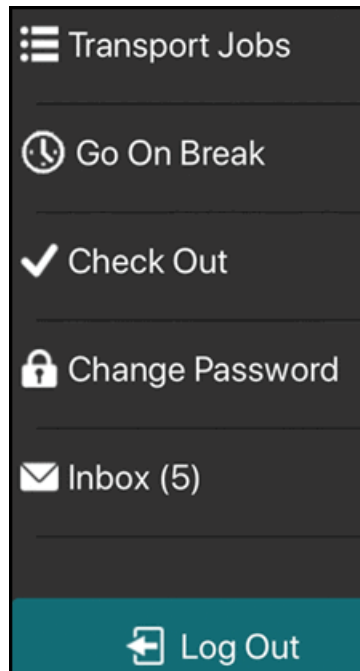 Transport Jobs
Go On Break
Check Out
Change Password
Inbox (5)
Log Out